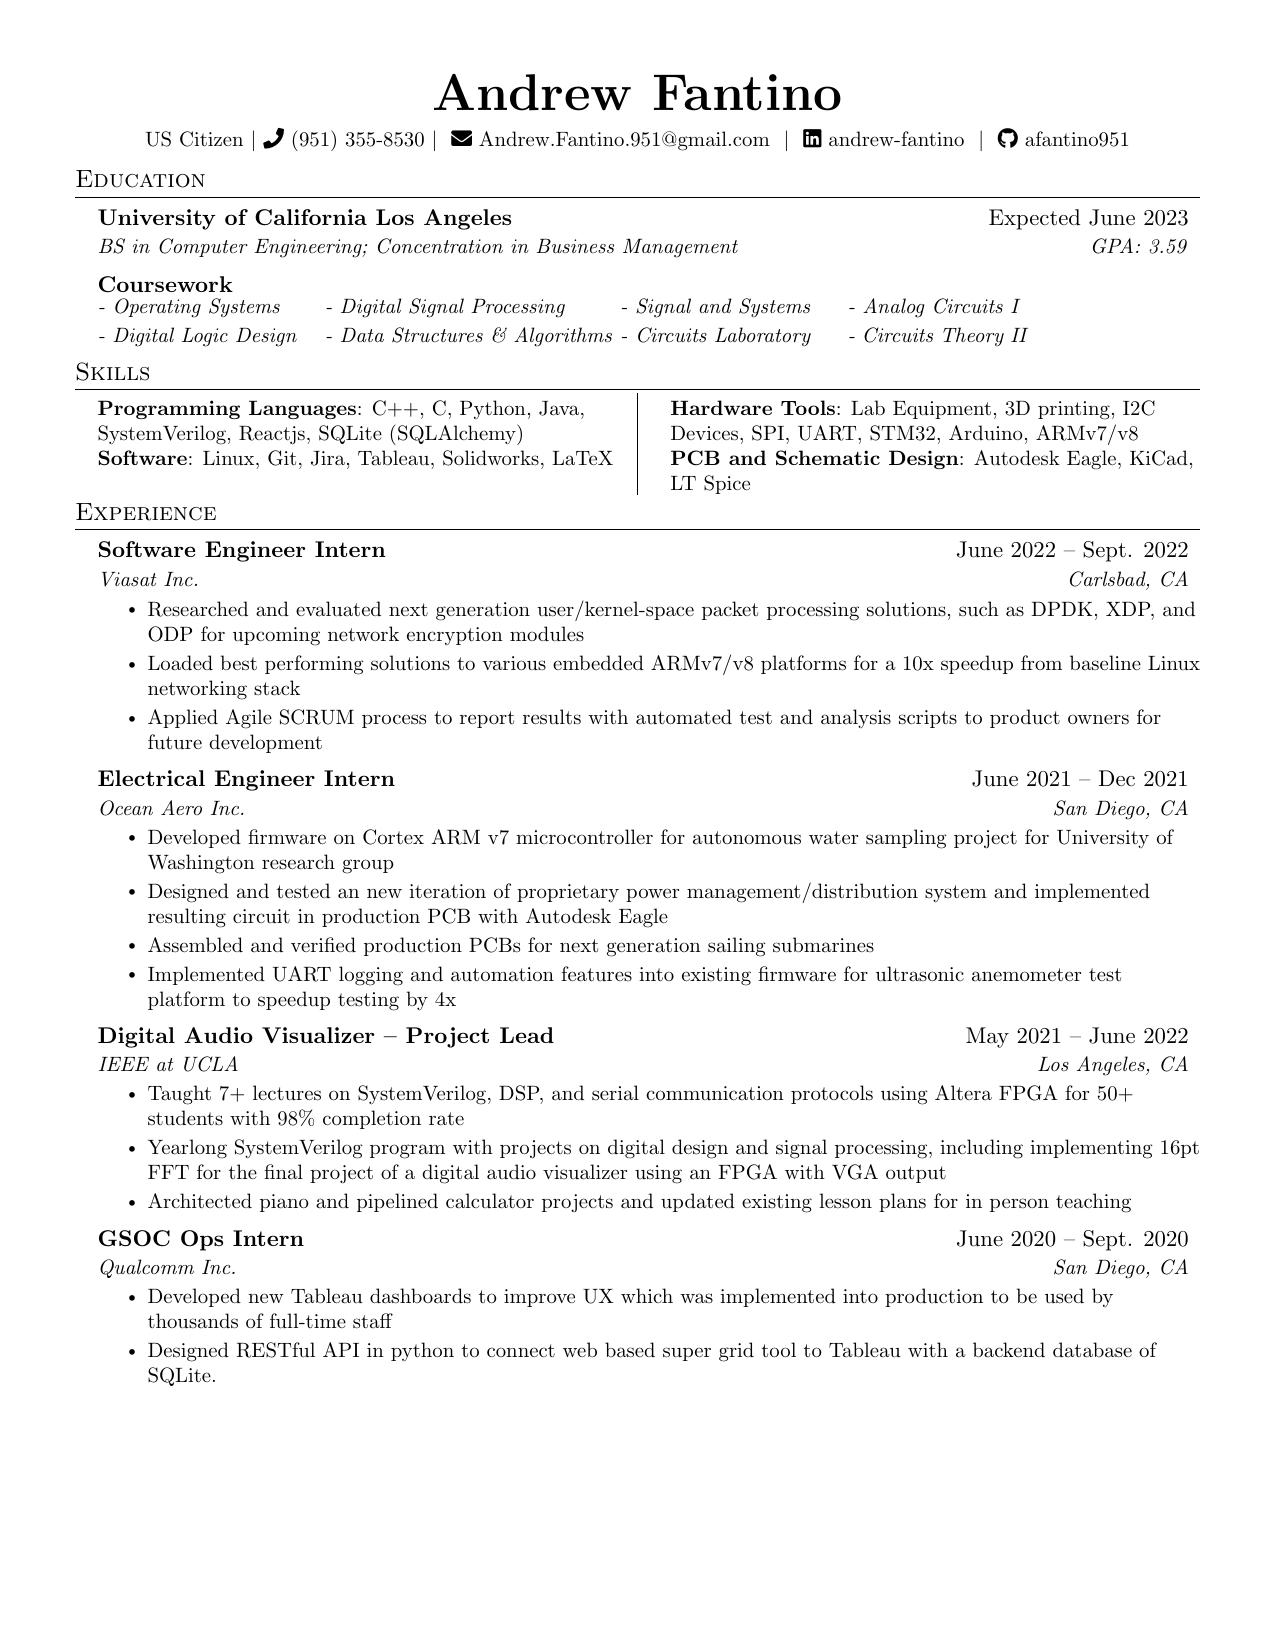 Andrew Fantino
US Citizen | (951) 355-8530 | Andrew.Fantino.951@gmail.com | andrew-fantino | afantino951
Education
University of California Los Angeles Expected June 2023
BS in Computer Engineering; Concentration in Business Management GPA: 3.59
Coursework
- Operating Systems - Digital Signal Processing - Signal and Systems - Analog Circuits I
- Digital Logic Design - Data Structures & Algorithms - Circuits Laboratory - Circuits Theory II
Skills
Programming Languages: C++, C, Python, Java,
SystemVerilog, Reactjs, SQLite (SQLAlchemy)
Software: Linux, Git, Jira, Tableau, Solidworks, LaTeX
Hardware Tools: Lab Equipment, 3D printing, I2C
Devices, SPI, UART, STM32, Arduino, ARMv7/v8
PCB and Schematic Design: Autodesk Eagle, KiCad,
LT Spice
Experience
Software Engineer Intern June 2022 – Sept. 2022
Viasat Inc. Carlsbad, CA
• Researched and evaluated next generation user/kernel-space packet processing solutions, such as DPDK, XDP, and
ODP for upcoming network encryption modules
• Loaded best performing solutions to various embedded ARMv7/v8 platforms for a 10x speedup from baseline Linux
networking stack
• Applied Agile SCRUM process to report results with automated test and analysis scripts to product owners for
future development
Electrical Engineer Intern June 2021 – Dec 2021
Ocean Aero Inc. San Diego, CA
• Developed firmware on Cortex ARM v7 microcontroller for autonomous water sampling project for University of
Washington research group
• Designed and tested an new iteration of proprietary power management/distribution system and implemented
resulting circuit in production PCB with Autodesk Eagle
• Assembled and verified production PCBs for next generation sailing submarines
• Implemented UART logging and automation features into existing firmware for ultrasonic anemometer test
platform to speedup testing by 4x
Digital Audio Visualizer – Project Lead May 2021 – June 2022
IEEE at UCLA Los Angeles, CA
• Taught 7+ lectures on SystemVerilog, DSP, and serial communication protocols using Altera FPGA for 50+
students with 98% completion rate
• Yearlong SystemVerilog program with projects on digital design and signal processing, including implementing 16pt
FFT for the final project of a digital audio visualizer using an FPGA with VGA output
• Architected piano and pipelined calculator projects and updated existing lesson plans for in person teaching
GSOC Ops Intern June 2020 – Sept. 2020
Qualcomm Inc. San Diego, CA
• Developed new Tableau dashboards to improve UX which was implemented into production to be used by
thousands of full-time staff
• Designed RESTful API in python to connect web based super grid tool to Tableau with a backend database of
SQLite.